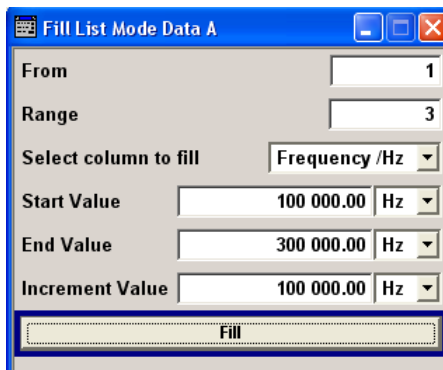 Fill List Mode Data A
From 1
Range 3
Select column to fill Frequency /Hz
Start Value 100 000.00 Hz
End Value 300 000.00 Hz
Increment Value 100 000.00 Hz
Fill